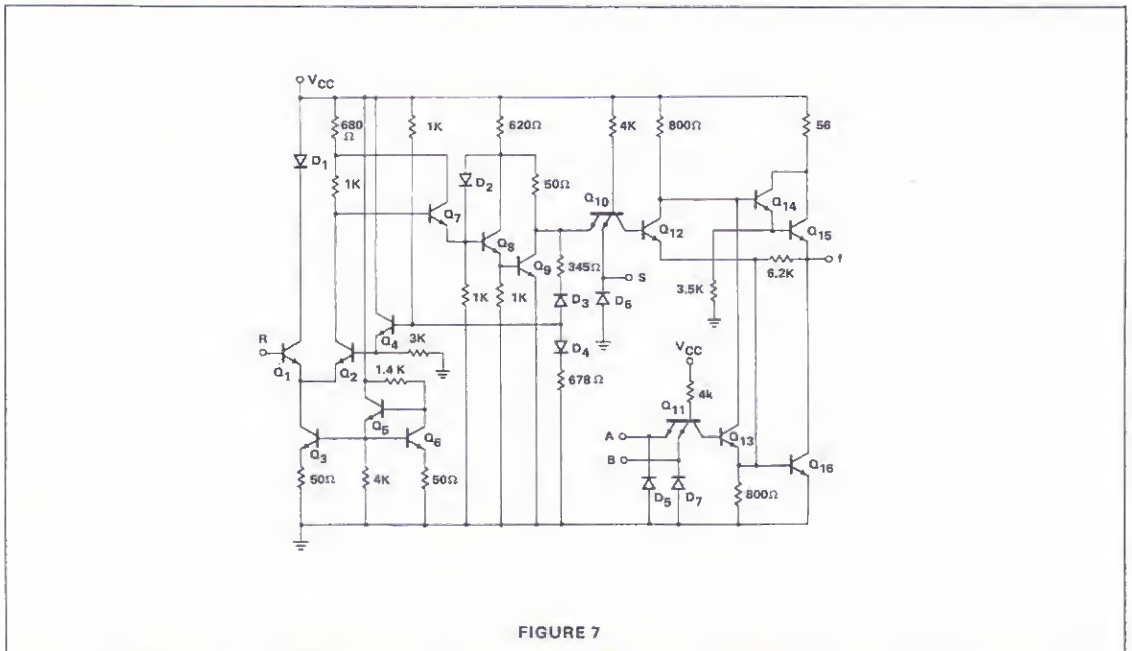 VCC
680
Ω
1K
620Ω
4K
800Ω
56
D1
1K
D2
50Ω
Q10
Q14
Q7
Q8
Q12
Q15
Q9
345Ω
S
6.2K
f
1K
1K
D3
D6
3.5K
R
Q4
3K
D4
VCC
Q1
Q2
1.4 K
678 Ω
4k
Q5
Q11
Q3
Q6
A
Q13
B
Q16
50Ω
4K
50Ω
D5
D7
800Ω
FIGURE 7